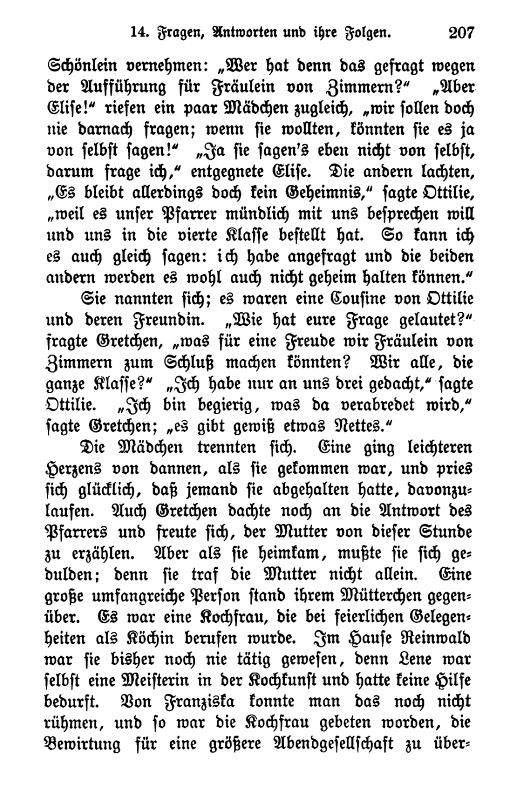 14. Fragen, Antworten und ihre Folgen. 207
Schönlein vernehmen: „Wer hat denn das gefragt wegen
der Aufführung für Fräulein von Zimmern?“ „Aber
Elise!“ riefen ein paar Mädchen zugleich, „wir sollen doch
nie darnach fragen; wenn sie wollten, könnten sie es ja
von selbst sagen!“ „Ja sie sagen's eben nicht von selbst,
darum frage ich,“ entgegnete Elise. Die andern lachten,
„Es bleibt allerdings doch kein Geheimnis,“ sagte Ottilie,
„weil es unser Pfarrer mündlich mit uns besprechen will
und uns in die vierte Klasse bestellt hat. So kann ich
es auch gleich sagen: ich habe angefragt und die beiden
andern werden es wohl auch nicht geheim halten können.“
Sie nannten sich; es waren eine Cousine von Ottilie
und deren Freundin. „Wie hat eure Frage gelautet?“
fragte Gretchen, „was für eine Freude wir Fräulein von
Zimmern zum Schluß machen könnten? Wir alle, die
ganze Klasse?“ „Ich habe nur an uns drei gedacht,“ sagte
Ottilie. „Ich bin begierig, was da verabredet wird,“
sagte Gretchen; „es gibt gewiß etwas Nettes.“
Die Mädchen trennten sich. Eine ging leichteren
Herzens von dannen, als sie gekommen war, und pries
sich glücklich, daß jemand sie abgehalten hatte, davonzu-
laufen. Auch Gretchen dachte noch an die Antwort des
Pfarrers und freute sich, der Mutter von dieser Stunde
zu erzählen. Aber als sie heimkam, mußte sie sich ge-
dulden; denn sie traf die Mutter nicht allein. Eine
große umfangreiche Person stand ihrem Mütterchen gegen-
über. Es war eine Kochfrau, die bei feierlichen Gelegen-
heiten als Köchin berufen wurde. Im Hause Reinwald
war sie bisher noch nie tätig gewesen, denn Lene war
selbst eine Meisterin in der Kochkunst und hatte keine Hilfe
bedurft. Von Franziska konnte man das noch nicht
rühmen, und so war die Kochfrau gebeten worden, die
Bewirtung für eine größere Abendgesellschaft zu über-